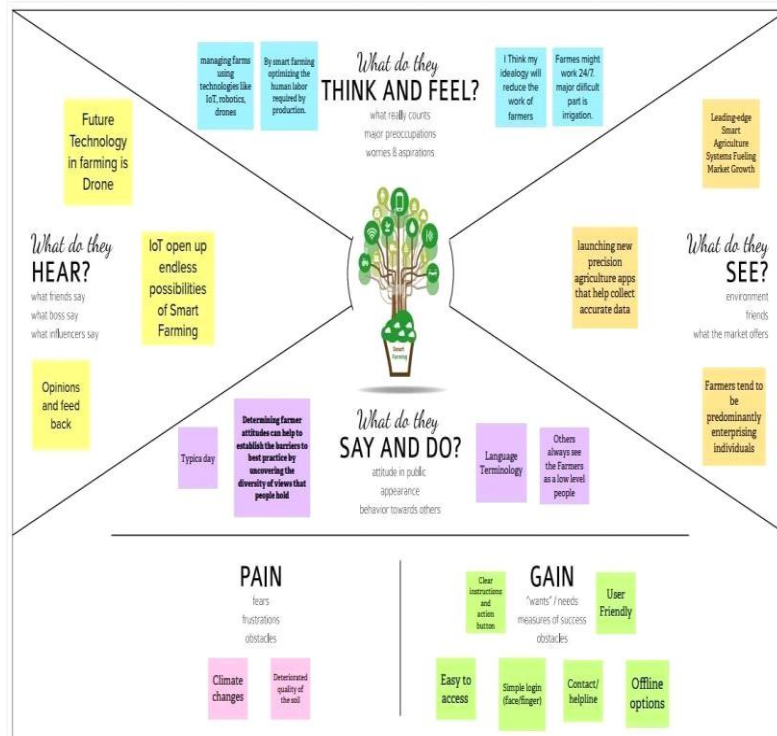 What do they
THINK AND FEEL?
what really counts
major preocupations
worries & aspirations
managing farms
using
technologies like
IoT, robotics,
drones
By smart farming
optimizing the
human labor
required by
production.
I Think my
idealogy will
reduce the
work of
farmers
Farmes might
work 24/7.
major difficult
part is
irrigation.
What do they
HEAR?
what friends say
what boss say
what influencers say
Future
Technology
in farming is
Drone
IoT open up
endless
possibilities
of Smart
Farming
Opinions
and feed
back
Smart
Farming
What do they
SEE?
environment
friends
what the market offers
Leading-edge
Smart
Agriculture
Systems Fueling
Market Growth
launching new
precision
agriculture apps
that help collect
accurate data
Farmers tend to
be
predominantly
enterprising
individuals
What do they
SAY AND DO?
attitude in public
appearance
behavior towards others
Typica day
Determining farmer
attitudes can help to
establish the barriers to
best practice by
uncovering the
diversity of views that
people hold
Language
Terminology
Others
always see
the Farmers
as a low level
people
PAIN
fears
frustrations
obstacles
Climate
changes
Deteriorated
quality of
the soil
GAIN
"wants" / needs
measures of success
obstacles
Clear
instructions
and
action
button
User
Friendly
Easy to
access
Simple login
(face/finger)
Contact/
helpline
Offline
options